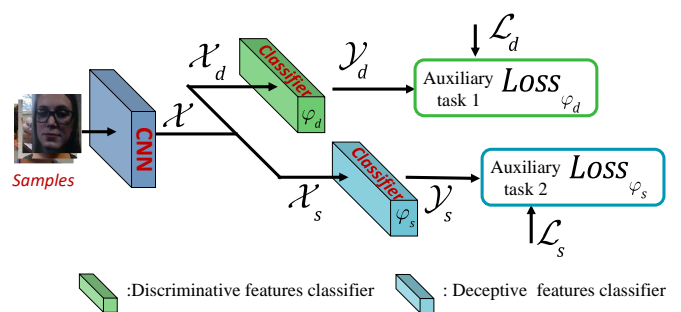 Samples
CNN
𝒳
𝒳d
Classifier
φd
𝒴d
ℒd
Auxiliary task 1 Loss φd
𝒳s
Classifier
φs
𝒴s
Auxiliary task 2 Loss φs
ℒs
:Discriminative features classifier
: Deceptive features classifier